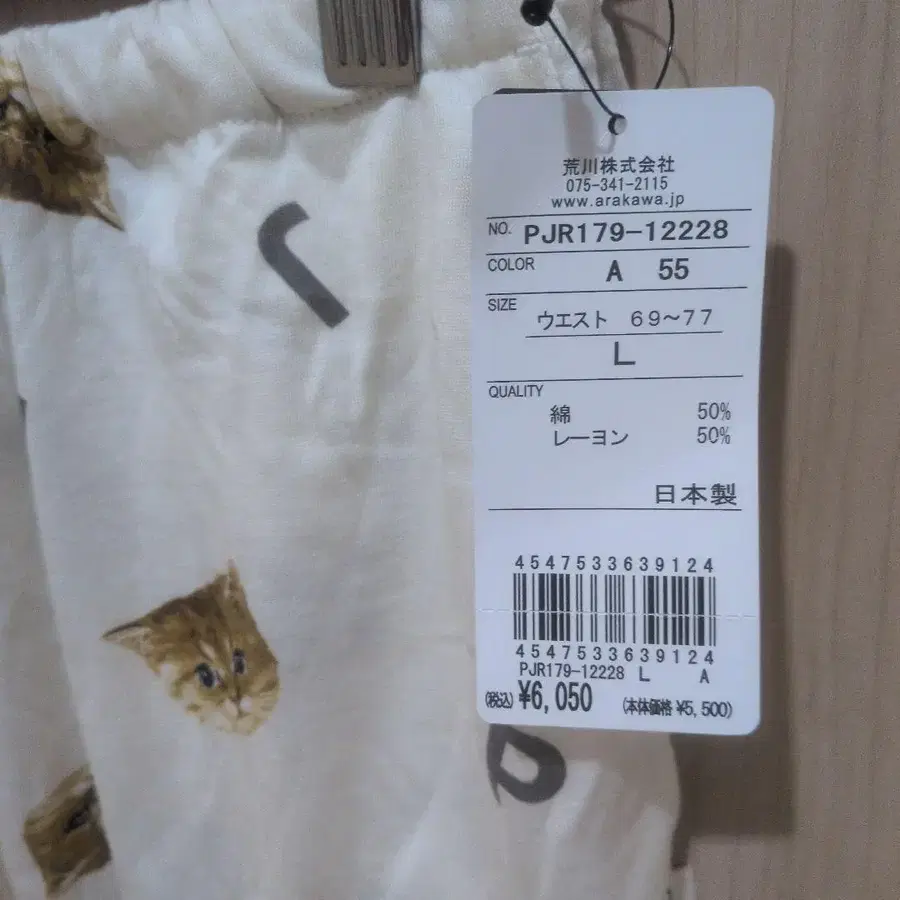 荒川株式会社
075-341-2115
www.arakawa.jp
NO. PJR179-12228
COLOR A 55
SIZE ウエスト 69～77
L
QUALITY
綿 50%
レーヨン 50%
日本製
4547533639124
4547533639124
PJR179-12228 L A
(税込) ¥6,050 (本体価格 ¥5,500)